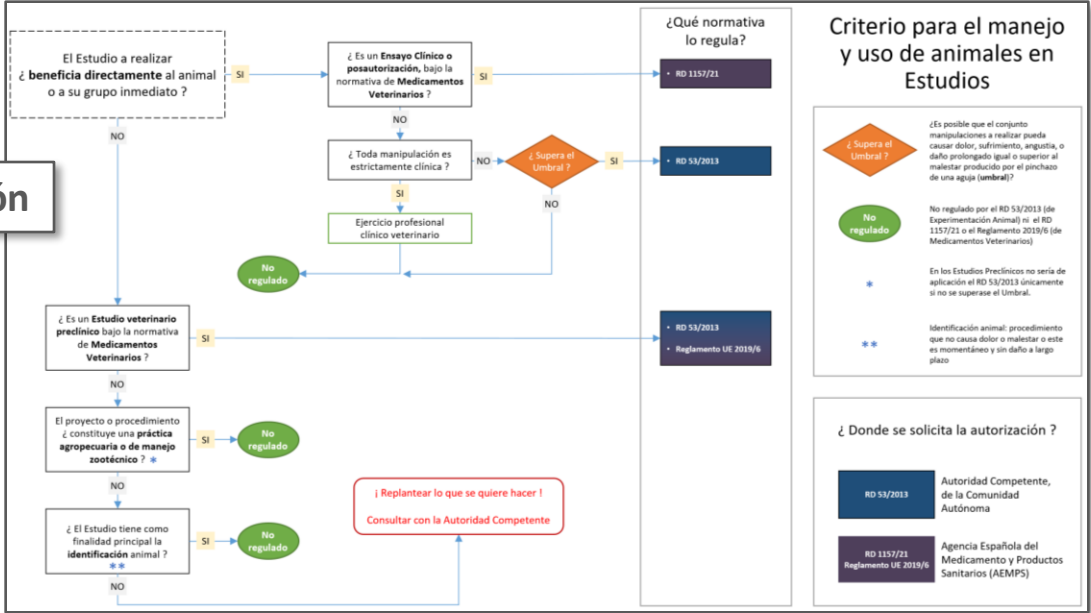 El Estudio a realizar
¿ beneficia directamente al animal
o a su grupo inmediato ?
SI
¿ Es un Ensayo Clínico o
posautorización, bajo la
normativa de Medicamentos
Veterinarios ?
SI
¿Qué normativa
lo regula?
• RD 1157/21
NO
NO
¿ Toda manipulación es
estrictamente clínica ?
NO
¿ Supera el
Umbral ?
SI
• RD 53/2013
SI
NO
Ejercicio profesional
clínico veterinario
No
regulado
ón
¿ Es un Estudio veterinario
preclínico bajo la normativa
de Medicamentos
Veterinarios ?
SI
• RD 53/2013
• Reglamento UE 2019/6
NO
El proyecto o procedimiento
¿ constituye una práctica
agropecuaria o de manejo
zootécnico ? *
SI
No
regulado
NO
¿ El Estudio tiene como
finalidad principal la
identificación animal ?
**
SI
No
regulado
NO
¡ Replantear lo que se quiere hacer !
Consultar con la Autoridad Competente
Criterio para el manejo
y uso de animales en
Estudios
¿ Supera el
Umbral ?
¿Es posible que el conjunto
manipulaciones a realizar pueda
causar dolor, sufrimiento, angustia, o
daño prolongado igual o superior al
malestar producido por el pinchazo
de una aguja (umbral)?
No
regulado
No regulado por el RD 53/2013 (de
Experimentación Animal) ni el RD
1157/21 o el Reglamento 2019/6 (de
Medicamentos Veterinarios)
*
En los Estudios Preclínicos no sería de
aplicación el RD 53/2013 únicamente
si no se superase el Umbral.
**
Identificación animal: procedimiento
que no causa dolor o malestar o este
es momentáneo y sin daño a largo
plazo
¿ Donde se solicita la autorización ?
RD 53/2013
Autoridad Competente,
de la Comunidad
Autónoma
RD 1157/21
Reglamento UE 2019/6
Agencia Española del
Medicamento y Productos
Sanitarios (AEMPS)